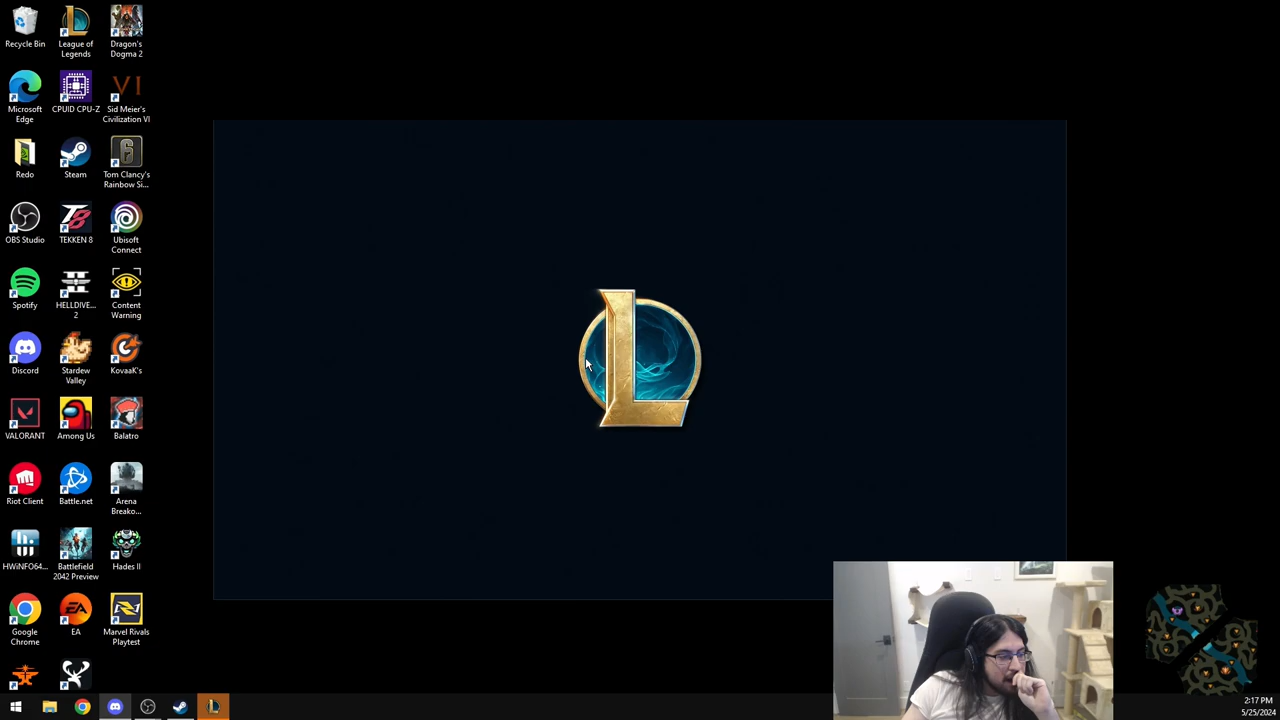 Recycle Bin
League of Legends
Dragon's Dogma 2
Microsoft Edge
CPUID CPU-Z
Sid Meier's Civilization VI
Redo
Steam
Tom Clancy's Rainbow Si...
OBS Studio
TEKKEN 8
Ubisoft Connect
Spotify
HELLDIVE... 2
Content Warning
Discord
Stardew Valley
KovaaK's
VALORANT
Among Us
Balatro
Riot Client
Battle.net
Arena Breako...
HWiNFO64...
Battlefield 2042 Preview
Hades II
Google Chrome
EA
Marvel Rivals Playtest
2:17 PM
5/25/2024